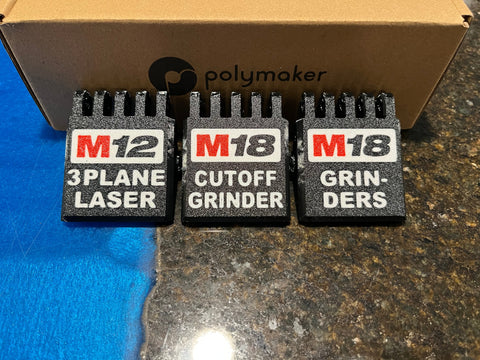 polymaker
M12
3PLANE
LASER
M18
CUTOFF
GRINDER
M18
GRIN-
DERS